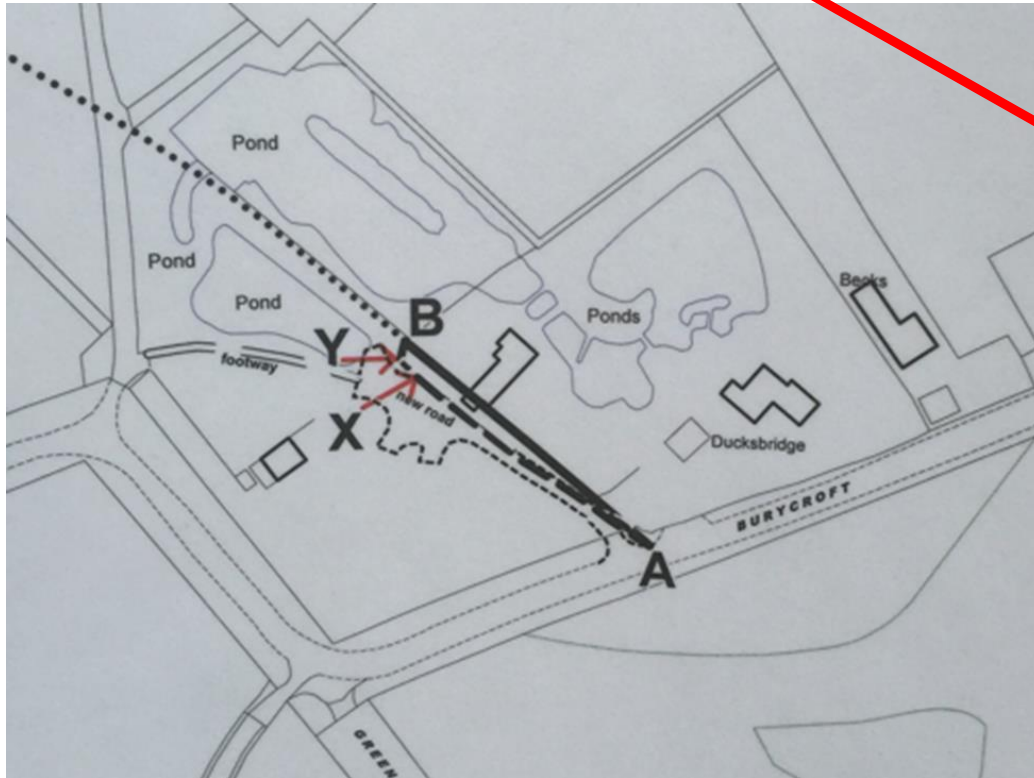 Pond
Pond
Pond
Becks
Ponds
B
Y
footway
new road
X
Ducksbridge
BURYCROFT
A
GREEN